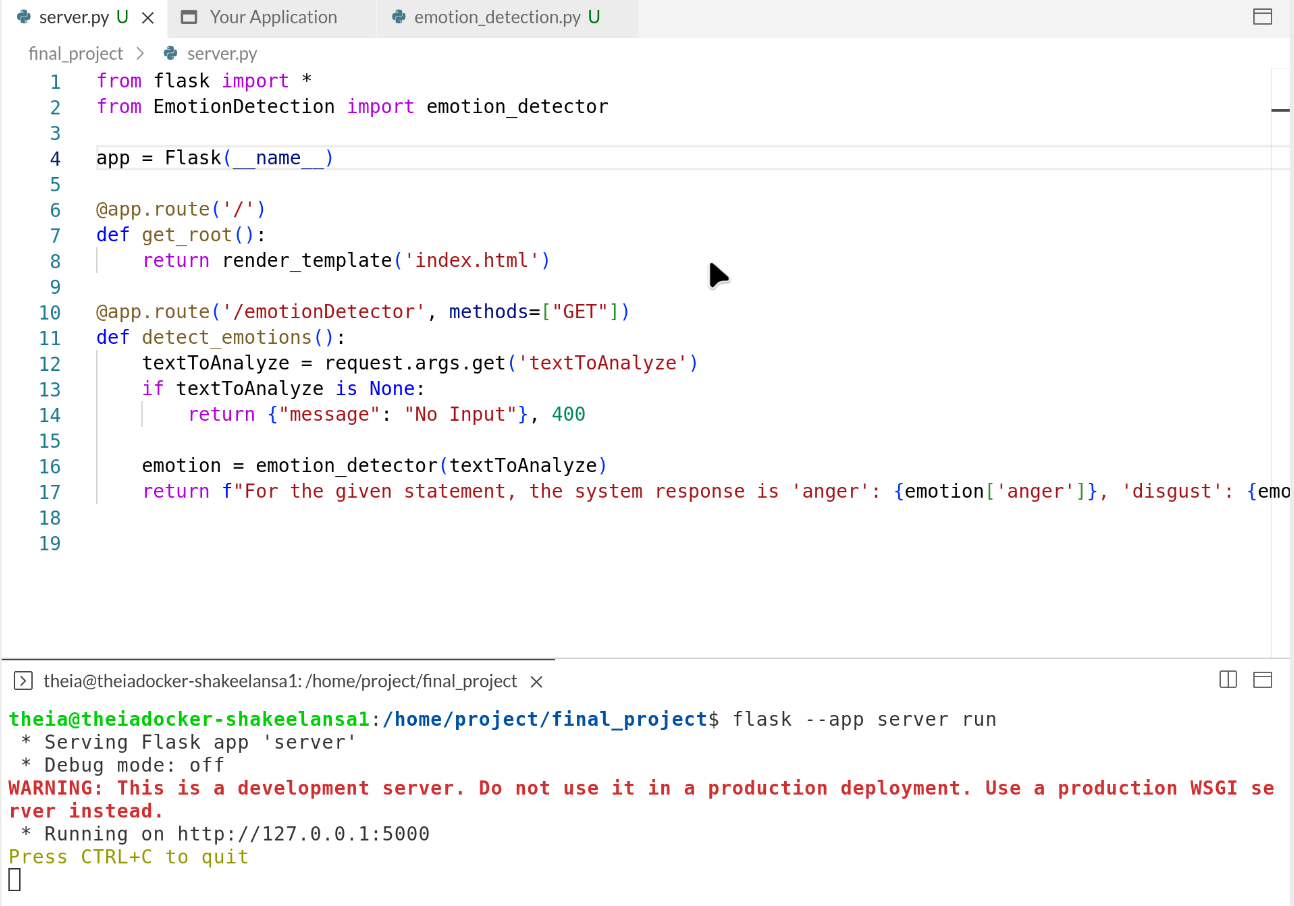 server.py U
Your Application
emotion_detection.py U
final_project > server.py
1 from flask import *
2 from EmotionDetection import emotion_detector
3
4 app = Flask(__name__)
5
6 @app.route('/')
7 def get_root():
8     return render_template('index.html')
9
10 @app.route('/emotionDetector', methods=["GET"])
11 def detect_emotions():
12     textToAnalyze = request.args.get('textToAnalyze')
13     if textToAnalyze is None:
14         return {"message": "No Input"}, 400
15
16     emotion = emotion_detector(textToAnalyze)
17     return f"For the given statement, the system response is 'anger': {emotion['anger']}, 'disgust': {emo
18
19
theia@theiadocker-shakeelansa1: /home/project/final_project
theia@theiadocker-shakeelansa1:/home/project/final_project$ flask --app server run
 * Serving Flask app 'server'
 * Debug mode: off
WARNING: This is a development server. Do not use it in a production deployment. Use a production WSGI se
rver instead.
 * Running on http://127.0.0.1:5000
Press CTRL+C to quit